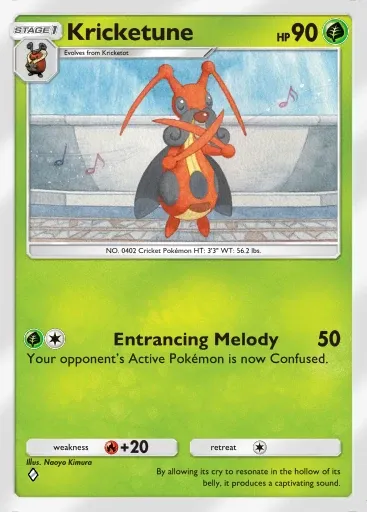 STAGE 1
Kricketune
HP 90
Evolves from Kricketot
NO. 0402 Cricket Pokémon HT: 3'3" WT: 56.2 lbs.
Entrancing Melody 50
Your opponent's Active Pokémon is now Confused.
weakness +20 retreat
Illus. Naoyo Kimura
By allowing its cry to resonate in the hollow of its
belly, it produces a captivating sound.